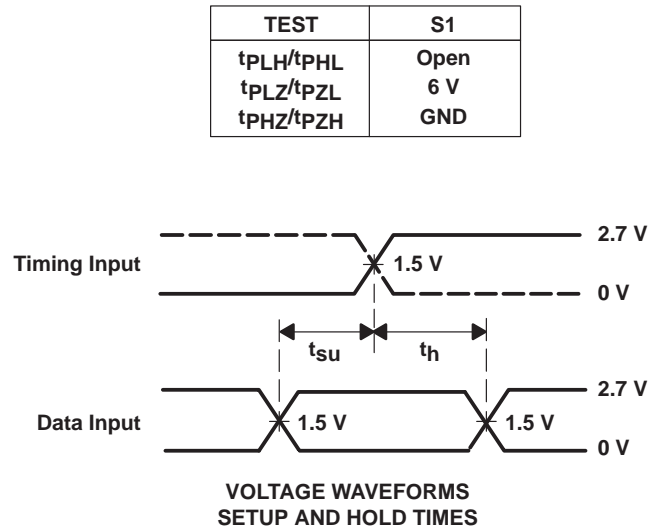 TEST S1
tPLH/tPHL Open
tPLZ/tPZL 6 V
tPHZ/tPZH GND
2.7 V
Timing Input 1.5 V
0 V
tsu th
2.7 V
Data Input 1.5 V 1.5 V
0 V
VOLTAGE WAVEFORMS
SETUP AND HOLD TIMES